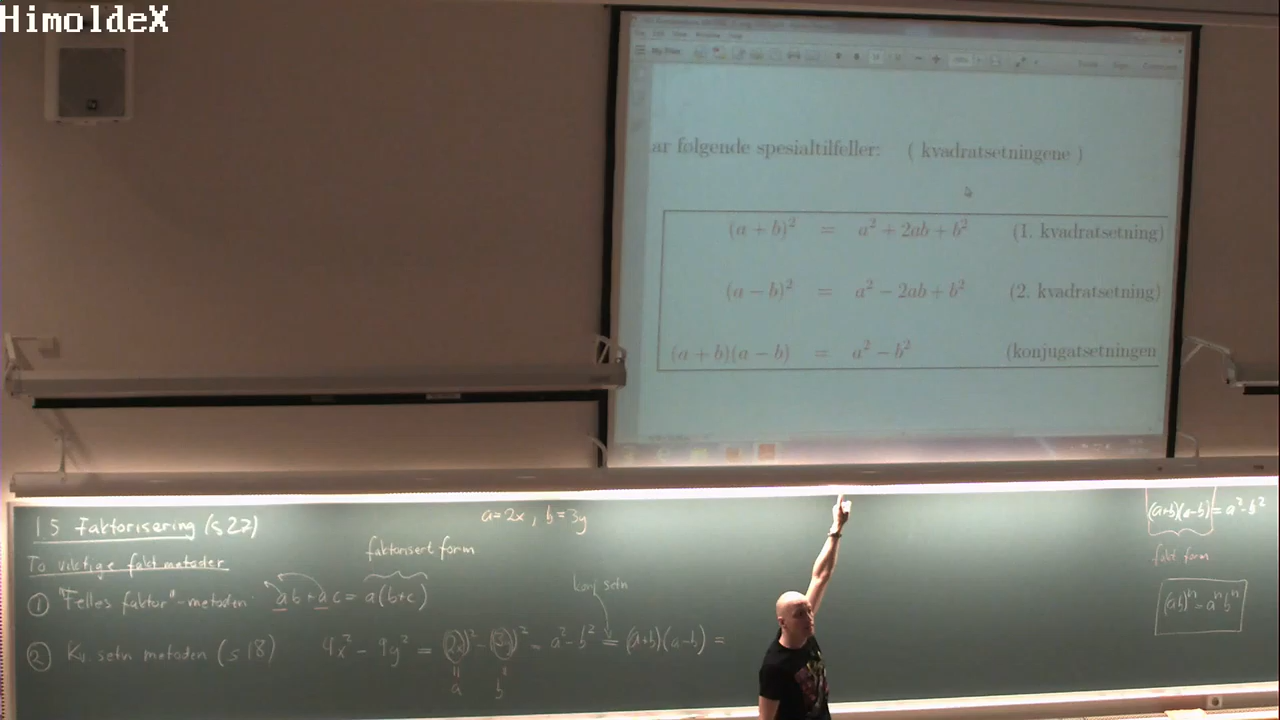 HimoldeX
ar følgende spesialtilfeller: ( kvadratsetningene )
(a + b)² = a² + 2ab + b² (1. kvadratsetning)
(a − b)² = a² − 2ab + b² (2. kvadratsetning)
(a + b)(a − b) = a² − b² (konjugatsetningen
1.5 Faktorisering (s 27)
a=2x, b=3y
faktorisert form
To viktige fakt metoder
① "Felles faktor"-metoden: ab+ac = a(b+c)
konj setn
② Kv. setn metoden (s 18) 4x² − 9y² = (2x)² − (3y)² = a² − b² = (a+b)(a−b) =
a b
(a+b)(a−b) = a²−b²
fakt form
(ab)ⁿ = aⁿbⁿ